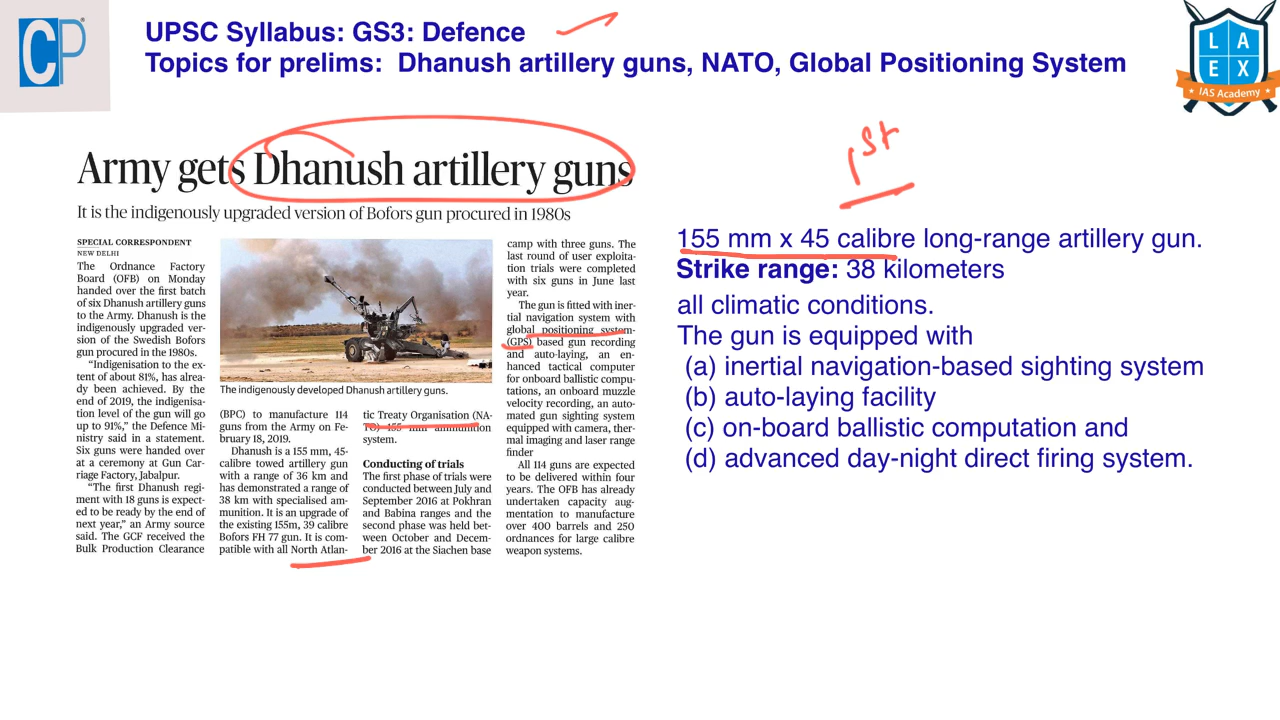 CP
UPSC Syllabus: GS3: Defence
Topics for prelims: Dhanush artillery guns, NATO, Global Positioning System
L A
E X
IAS Academy
Army gets Dhanush artillery guns
It is the indigenously upgraded version of Bofors gun procured in 1980s
SPECIAL CORRESPONDENT
NEW DELHI
The Ordnance Factory
Board (OFB) on Monday
handed over the first batch
of six Dhanush artillery guns
to the Army. Dhanush is the
indigenously upgraded ver-
sion of the Swedish Bofors
gun procured in the 1980s.
“Indigenisation to the ex-
tent of about 81%, has alrea-
dy been achieved. By the
end of 2019, the indigenisa-
tion level of the gun will go
up to 91%,” the Defence Mi-
nistry said in a statement.
Six guns were handed over
at a ceremony at Gun Car-
riage Factory, Jabalpur.
“The first Dhanush regi-
ment with 18 guns is expect-
ed to be ready by the end of
next year,” an Army source
said. The GCF received the
Bulk Production Clearance
The indigenously developed Dhanush artillery guns.
(BPC) to manufacture 114
guns from the Army on Fe-
bruary 18, 2019.
Dhanush is a 155 mm, 45-
calibre towed artillery gun
with a range of 36 km and
has demonstrated a range of
38 km with specialised am-
munition. It is an upgrade of
the existing 155m, 39 calibre
Bofors FH 77 gun. It is com-
patible with all North Atlan-
tic Treaty Organisation (NA-
TO) 155 mm ammunition
system.
Conducting of trials
The first phase of trials were
conducted between July and
September 2016 at Pokhran
and Babina ranges and the
second phase was held bet-
ween October and Decem-
ber 2016 at the Siachen base
camp with three guns. The
last round of user exploita-
tion trials were completed
with six guns in June last
year.
The gun is fitted with iner-
tial navigation system with
global positioning system-
(GPS) based gun recording
and auto-laying, an en-
hanced tactical computer
for onboard ballistic compu-
tations, an onboard muzzle
velocity recording, an auto-
mated gun sighting system
equipped with camera, ther-
mal imaging and laser range
finder
All 114 guns are expected
to be delivered within four
years. The OFB has already
undertaken capacity aug-
mentation to manufacture
over 400 barrels and 250
ordnances for large calibre
weapon systems.
1st
155 mm x 45 calibre long-range artillery gun.
Strike range: 38 kilometers
all climatic conditions.
The gun is equipped with
(a) inertial navigation-based sighting system
(b) auto-laying facility
(c) on-board ballistic computation and
(d) advanced day-night direct firing system.